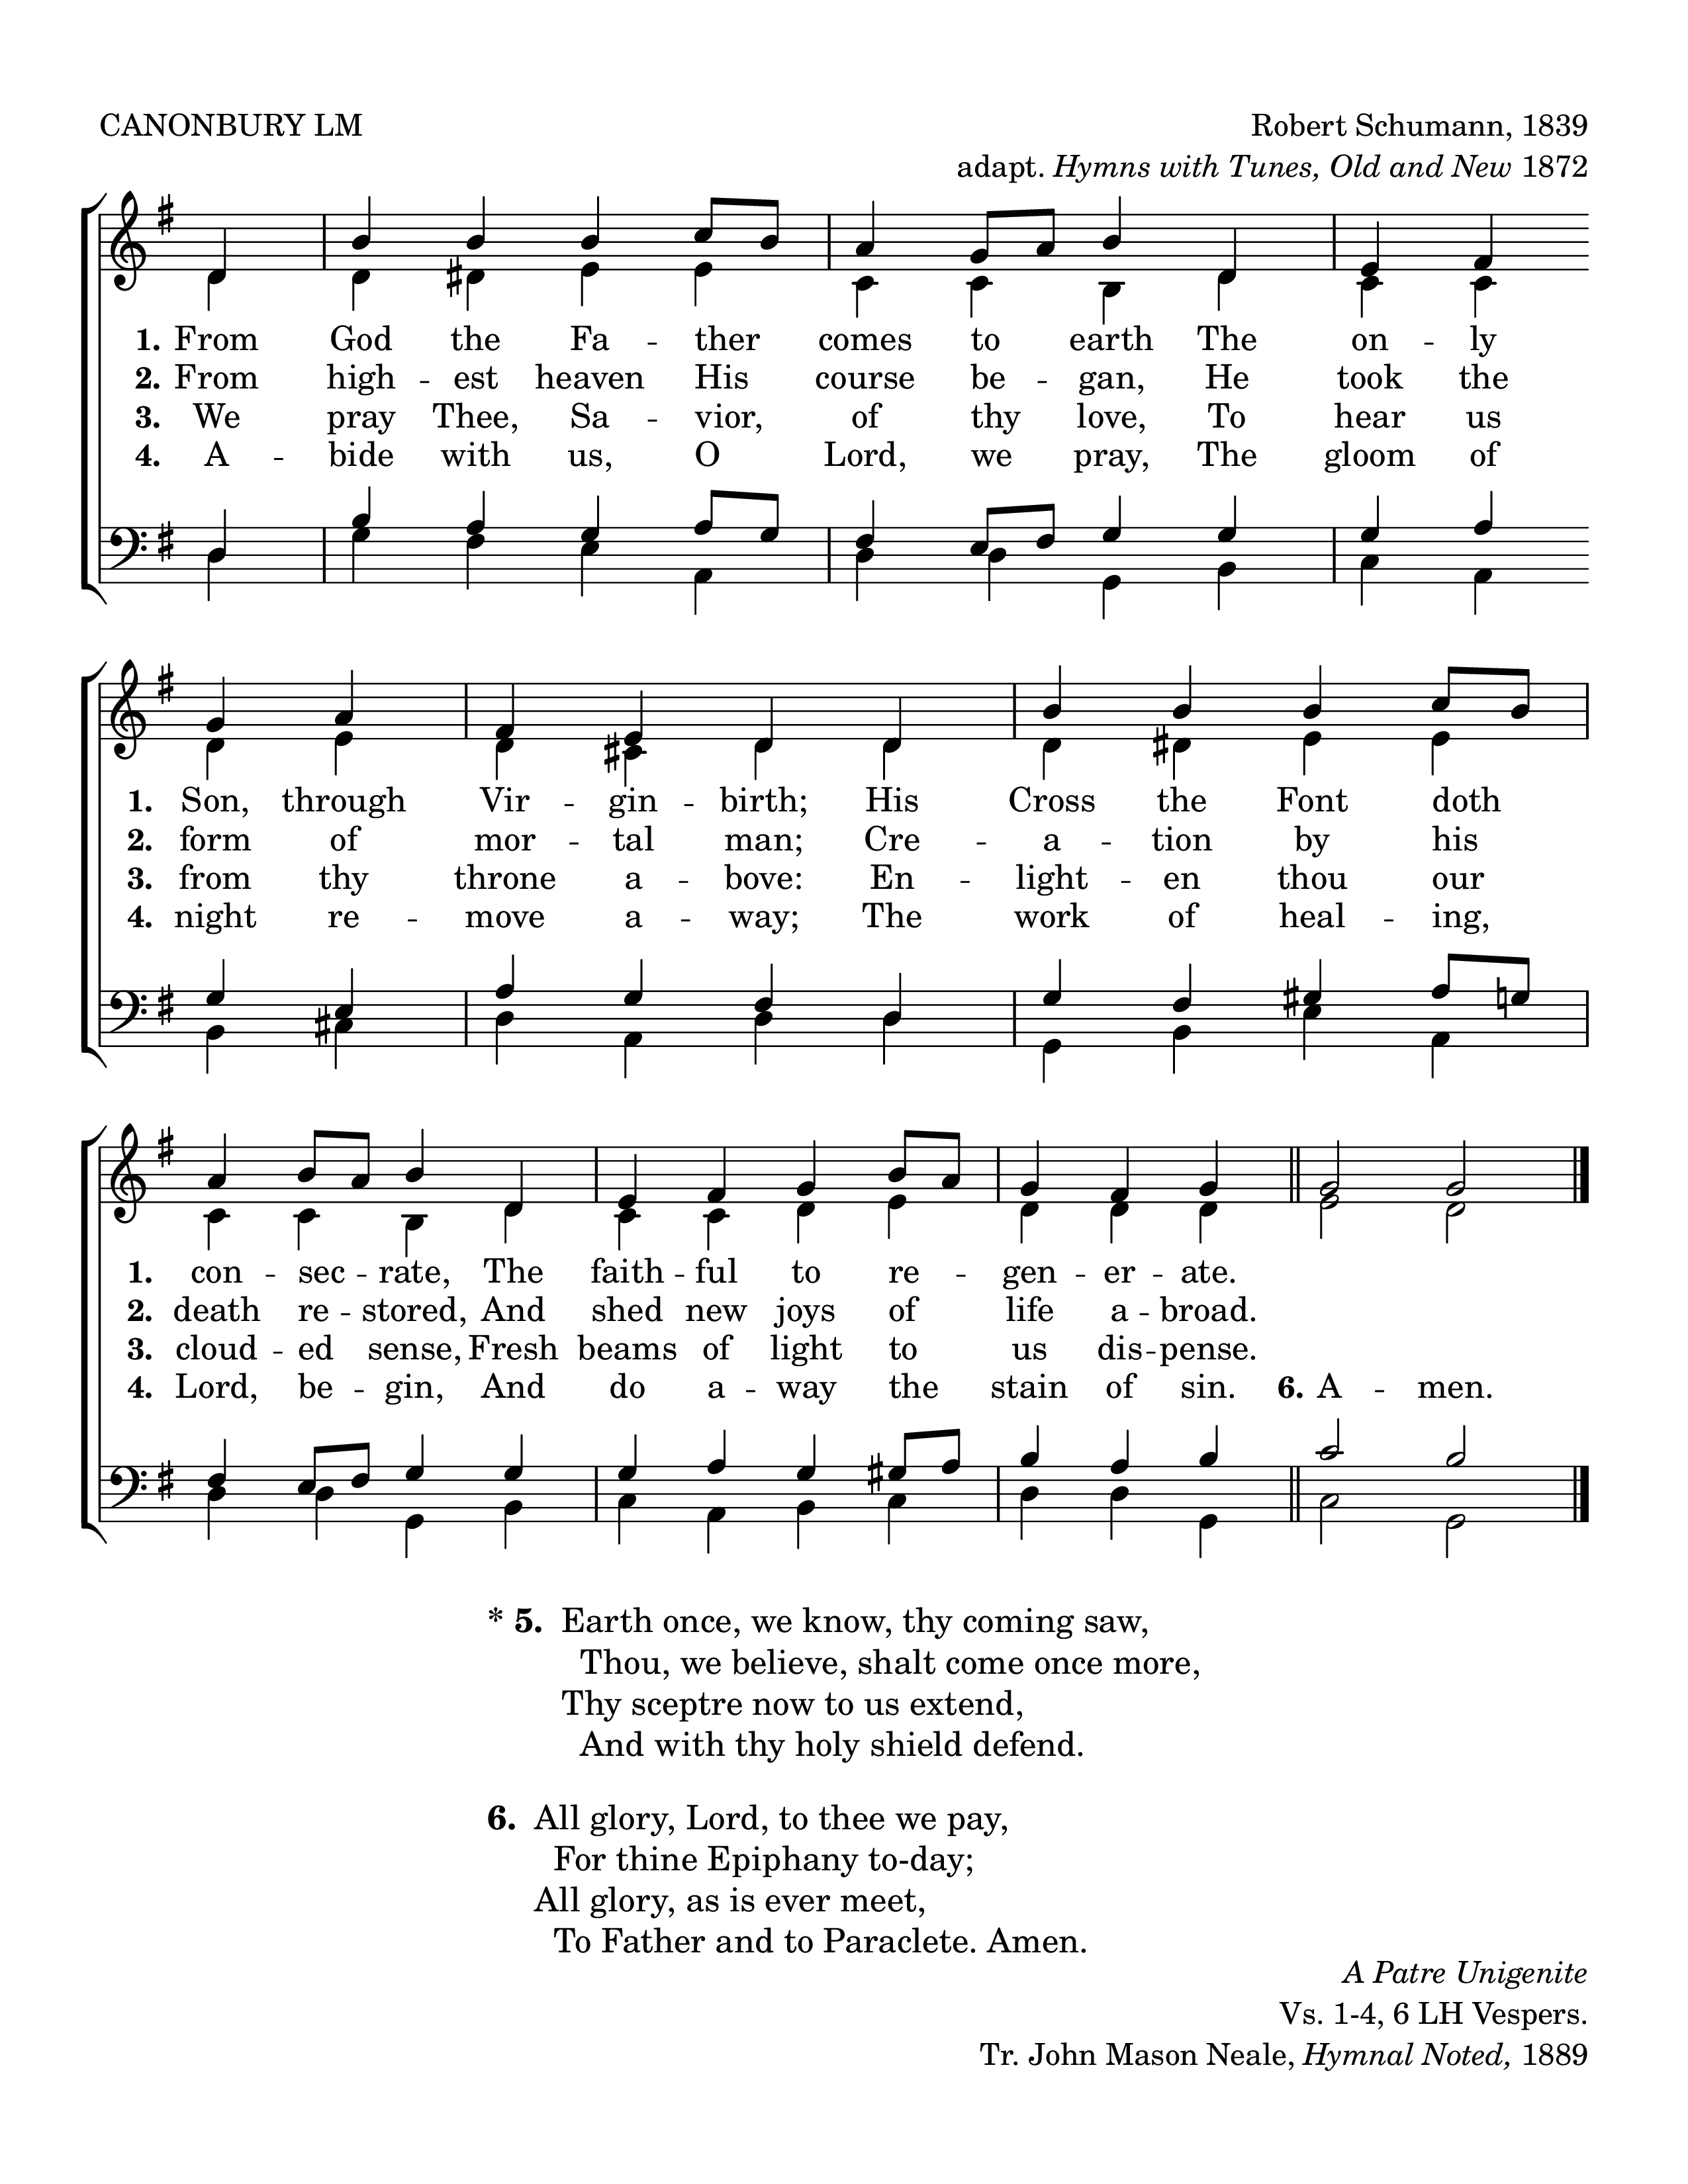 CANONBURY LM
Robert Schumann, 1839
adapt. Hymns with Tunes, Old and New 1872
1. From God the Fa -- ther comes to earth The on -- ly
2. From high -- est heaven His course be -- gan, He took the
3. We pray Thee, Sa -- vior, of thy love, To hear us
4. A -- bide with us, O Lord, we pray, The gloom of
1. Son, through Vir -- gin -- birth; His Cross the Font doth
2. form of mor -- tal man; Cre -- a -- tion by his
3. from thy throne a -- bove: En -- light -- en thou our
4. night re -- move a -- way; The work of heal -- ing,
1. con -- sec -- rate, The faith -- ful to re -- gen -- er -- ate.
2. death re -- stored, And shed new joys of life a -- broad.
3. cloud -- ed sense, Fresh beams of light to us dis -- pense.
4. Lord, be -- gin, And do a -- way the stain of sin. 6. A -- men.
* 5. Earth once, we know, thy coming saw,
Thou, we believe, shalt come once more,
Thy sceptre now to us extend,
And with thy holy shield defend.
6. All glory, Lord, to thee we pay,
For thine Epiphany to-day;
All glory, as is ever meet,
To Father and to Paraclete. Amen.
A Patre Unigenite
Vs. 1-4, 6 LH Vespers.
Tr. John Mason Neale, Hymnal Noted, 1889